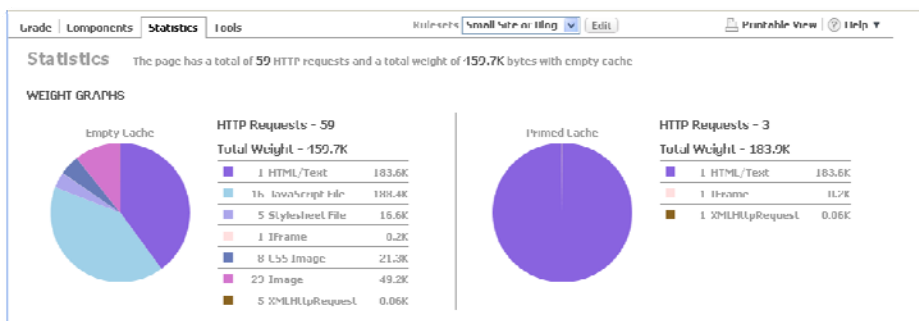 Grade Components Statistics Tools Rulesets Small Site or Blog Edit Printable View Help
Statistics The page has a total of 59 HTTP requests and a total weight of 459.7K bytes with empty cache
WEIGHT GRAPHS
Empty Cache
HTTP Requests - 59
Total Weight - 459.7K
1 HTML/Text 183.6K
16 JavaScript File 188.4K
5 Stylesheet File 16.6K
1 IFrame 0.2K
8 CSS Image 21.3K
23 Image 49.2K
5 XMLHttpRequest 0.06K
Primed Cache
HTTP Requests - 3
Total Weight - 183.9K
1 HTML/Text 183.6K
1 IFrame 0.2K
1 XMLHttpRequest 0.06K